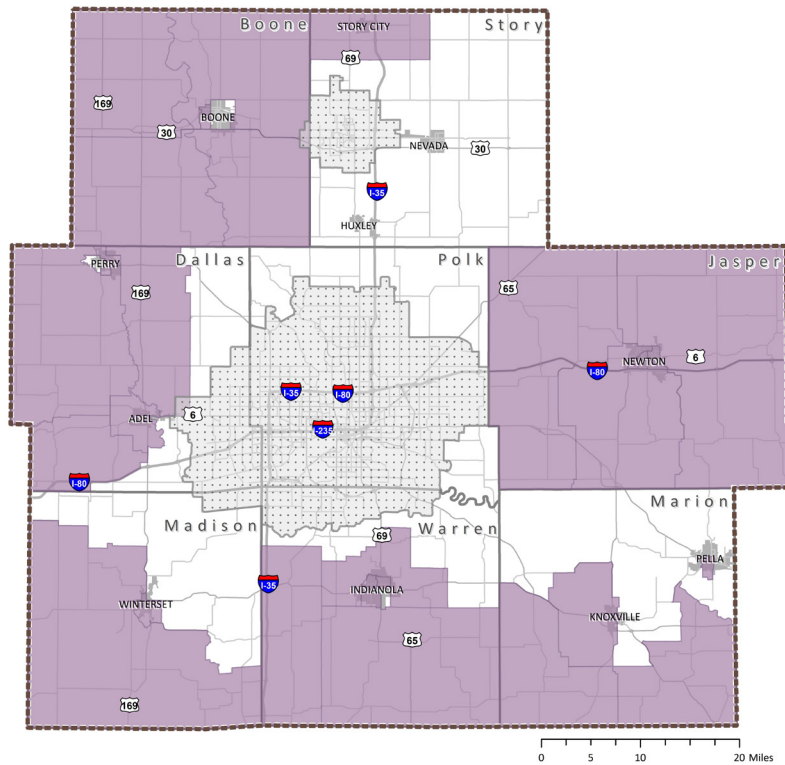 Boone
Story
STORY CITY
69
169
BOONE
30
NEVADA
30
I-35
HUXLEY
PERRY
Dallas
Polk
Jasper
169
65
6
NEWTON
I-80
I-35
I-80
ADEL
6
I-235
I-80
Madison
Warren
Marion
69
PELLA
I-35
INDIANOLA
WINTERSET
KNOXVILLE
65
169
0 5 10 20 Miles